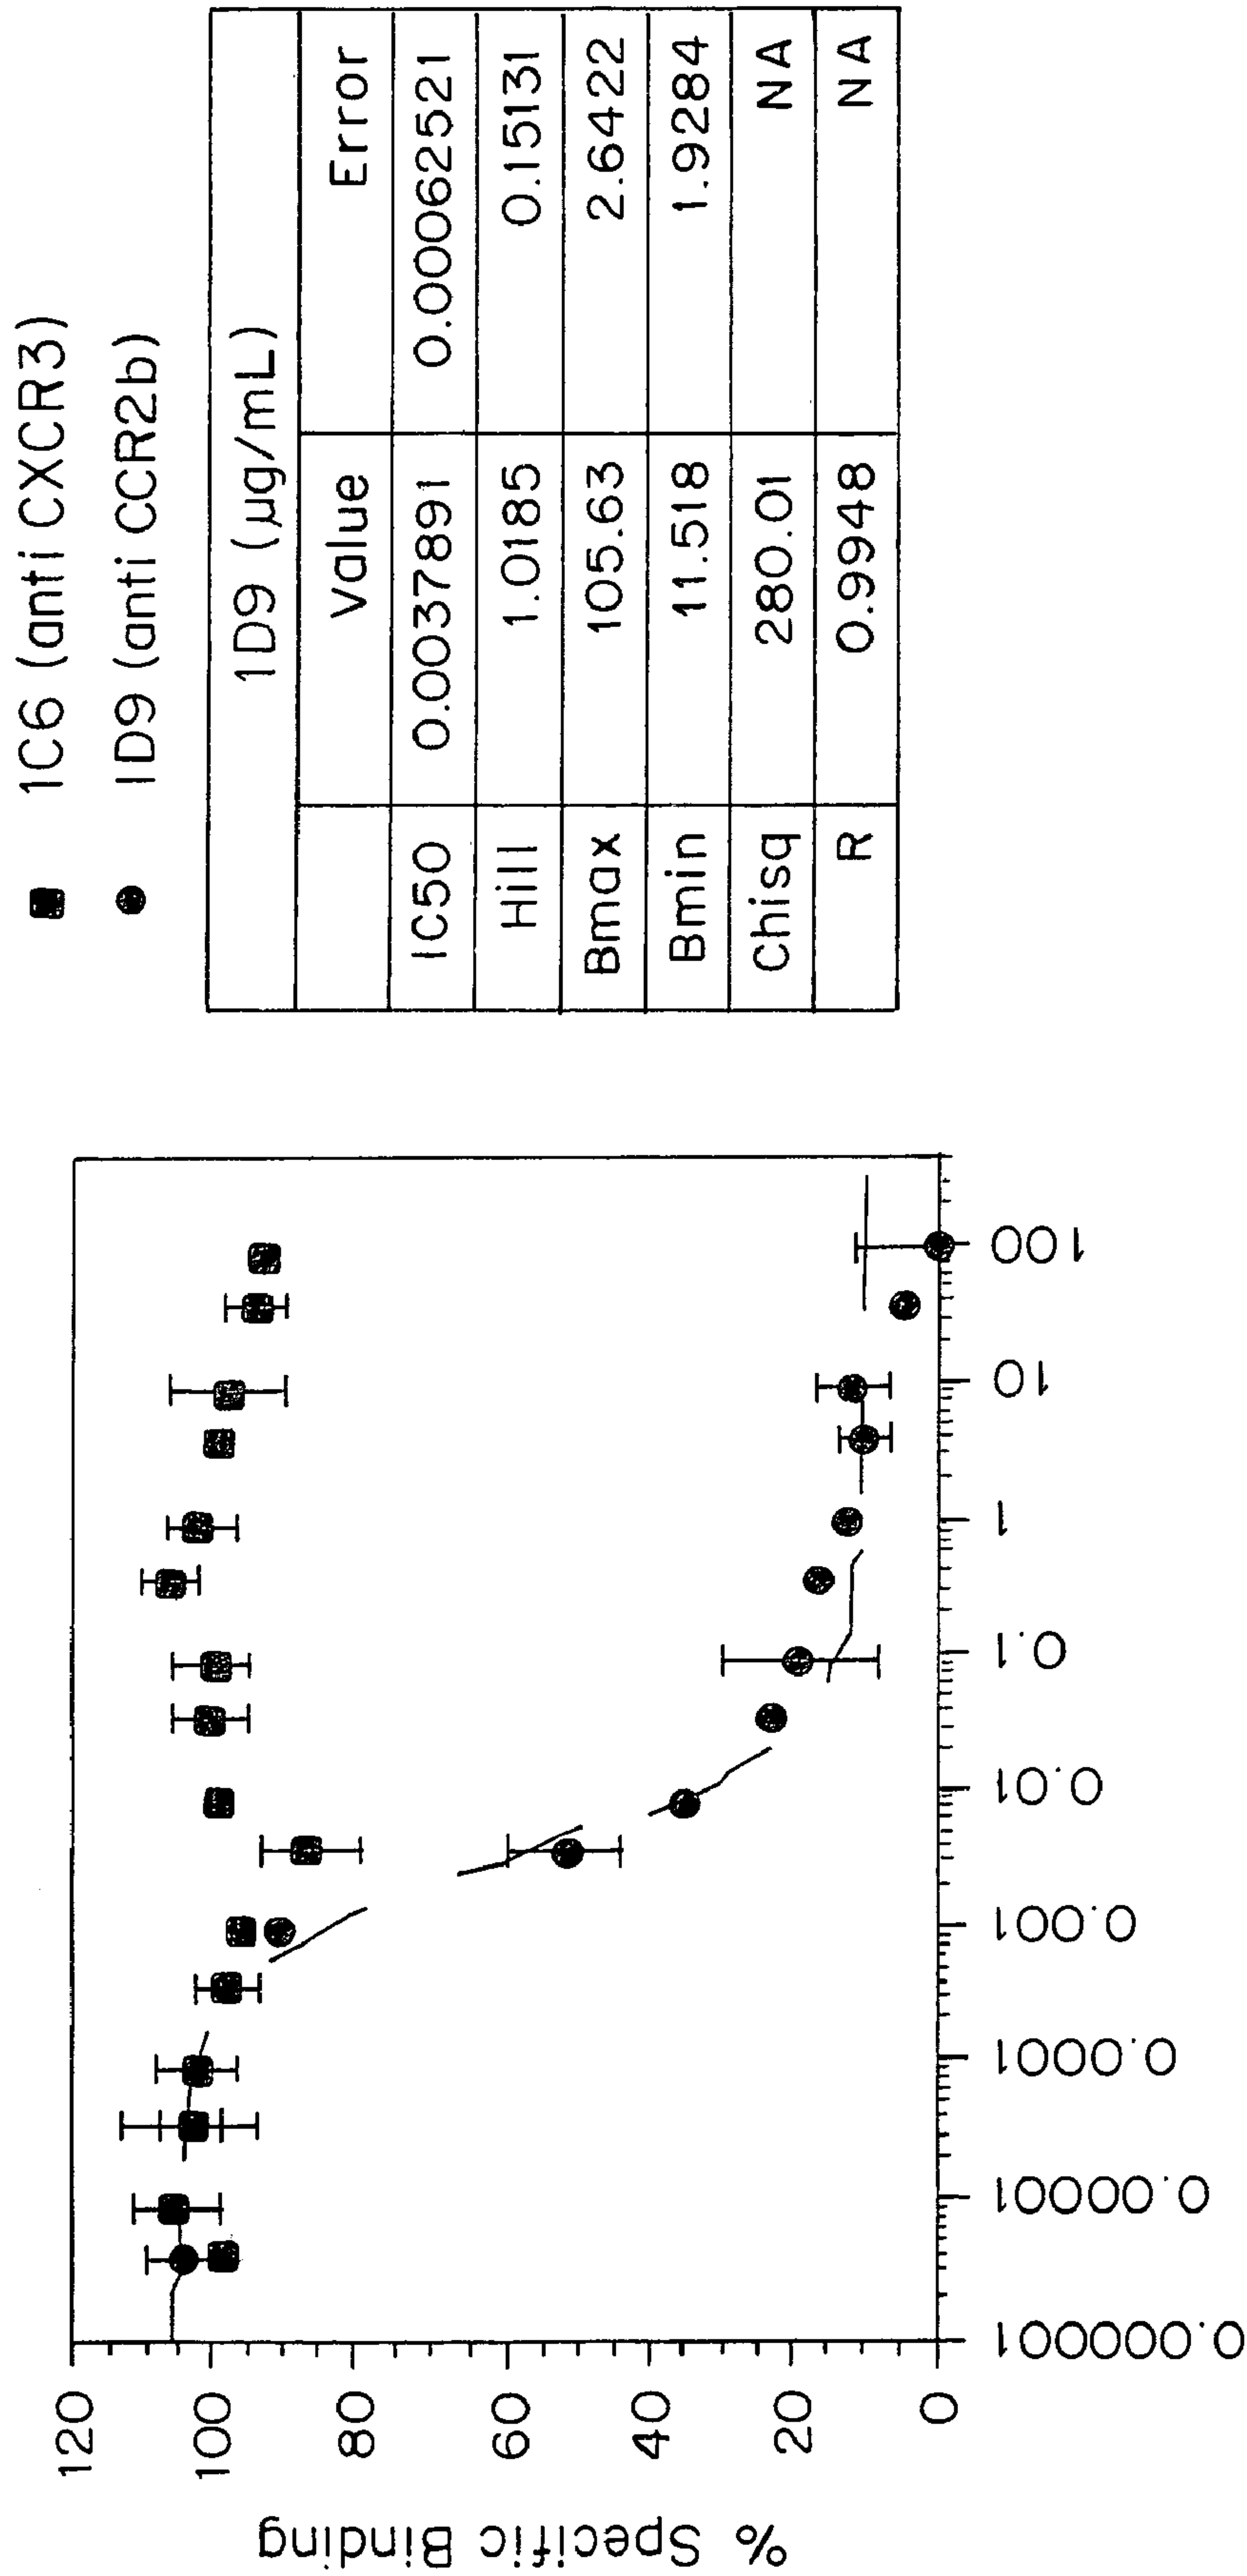 1C6 (anti CXCR3)
1D9 (anti CCR2b)
1D9 (µg/mL)
Value Error
IC50 0.0037891 0.00062521
Hill 1.0185 0.15131
Bmax 105.63 2.6422
Bmin 11.518 1.9284
Chisq 280.01 NA
R 0.9948 NA
% Specific Binding
120
100
80
60
40
20
0
0.000001
0.00001
0.0001
0.001
0.01
0.1
1
10
100